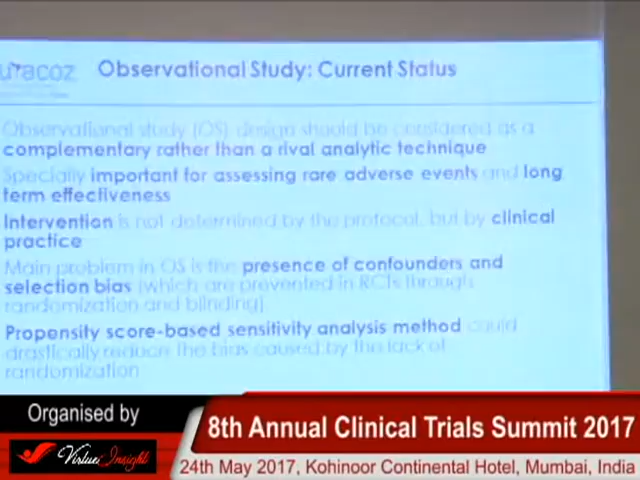 uracoz
Observational Study: Current Status
Observational study (OS) design should be considered as a
complementary rather than a rival analytic technique
Specially important for assessing rare adverse events and long
term effectiveness
Intervention is not determined by the protocol, but by clinical
practice
Main problem in OS is the presence of confounders and
selection bias (which are prevented in RCTs through
randomization and blinding)
Propensity score-based sensitivity analysis method could
drastically reduce the bias caused by the lack of
randomization
Organised by
Virtue Insight
8th Annual Clinical Trials Summit 2017
24th May 2017, Kohinoor Continental Hotel, Mumbai, India